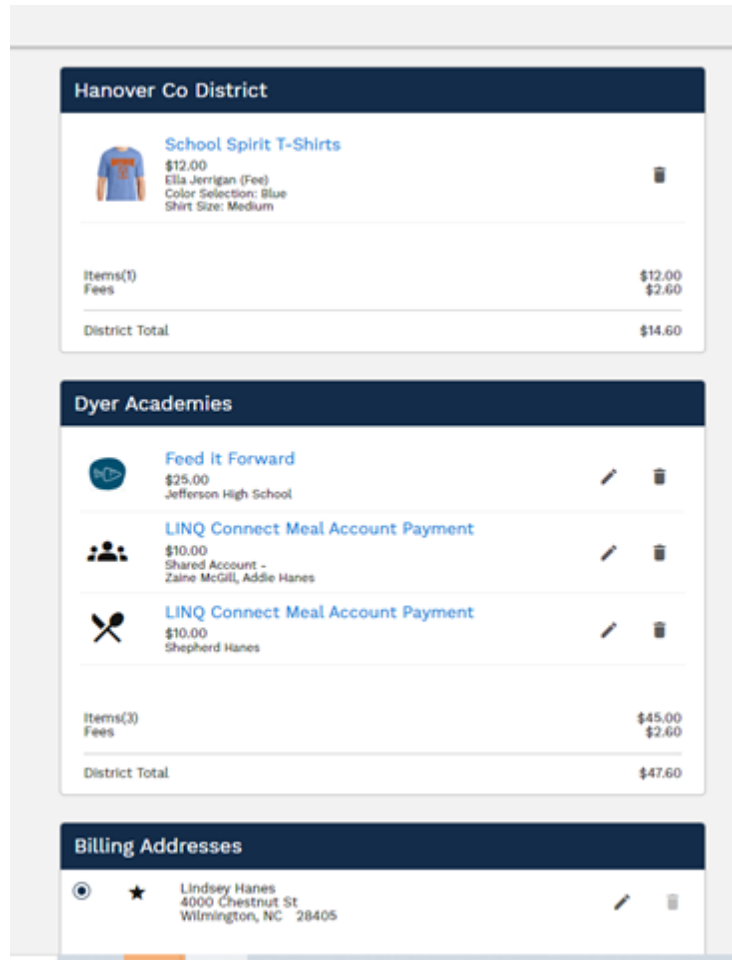 Hanover Co District
School Spirit T-Shirts
$12.00
Ella Jerrigan (Fee)
Color Selection: Blue
Shirt Size: Medium
Items(1) $12.00
Fees $2.60
District Total $14.60
Dyer Academies
Feed it Forward
$25.00
Jefferson High School
LINQ Connect Meal Account Payment
$10.00
Shared Account -
Zaine McGill, Addie Hanes
LINQ Connect Meal Account Payment
$10.00
Shepherd Hanes
Items(3) $45.00
Fees $2.60
District Total $47.60
Billing Addresses
Lindsey Hanes
4000 Chestnut St
Wilmington, NC 28405